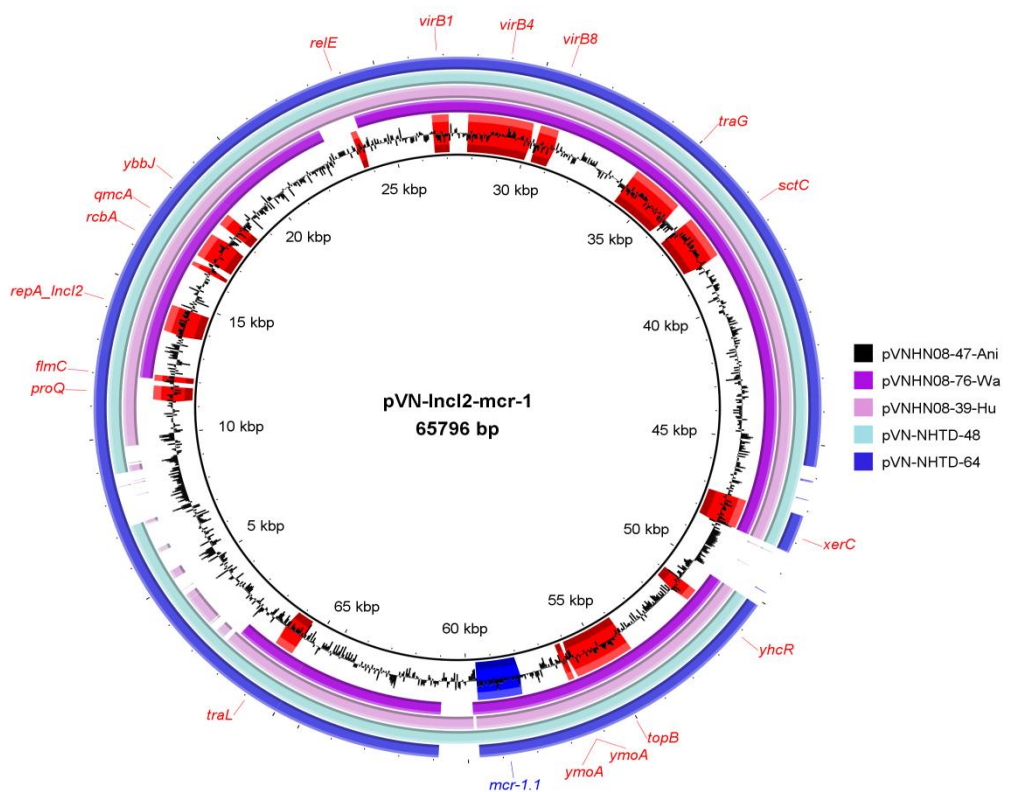 virB1
virB4
virB8
relE
traG
sctC
ybbJ
qmcA
rcbA
repA_IncI2
flmC
proQ
25 kbp
30 kbp
20 kbp
35 kbp
15 kbp
40 kbp
10 kbp
45 kbp
5 kbp
50 kbp
65 kbp
55 kbp
60 kbp
pVN-IncI2-mcr-1
65796 bp
pVNHN08-47-Ani
pVNHN08-76-Wa
pVNHN08-39-Hu
pVN-NHTD-48
pVN-NHTD-64
xerC
yhcR
traL
topB
ymoA
ymoA
mcr-1.1